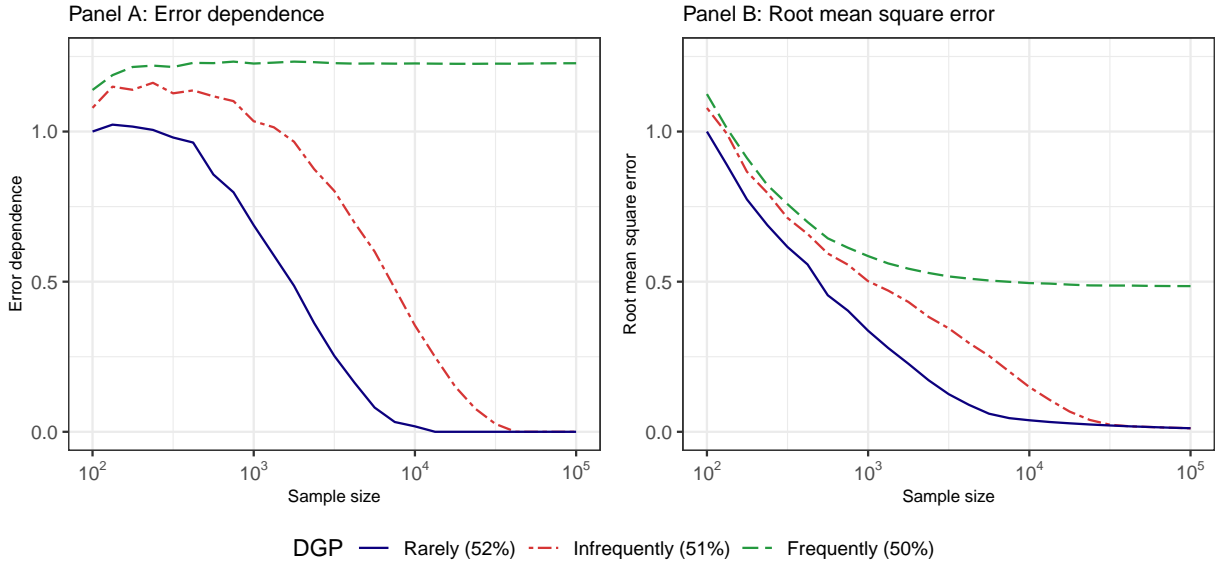 Panel A: Error dependence
Error dependence
1.0
0.5
0.0
10²
10³
10⁴
10⁵
Sample size
Panel B: Root mean square error
Root mean square error
1.0
0.5
0.0
10²
10³
10⁴
10⁵
Sample size
DGP Rarely (52%) Infrequently (51%) Frequently (50%)